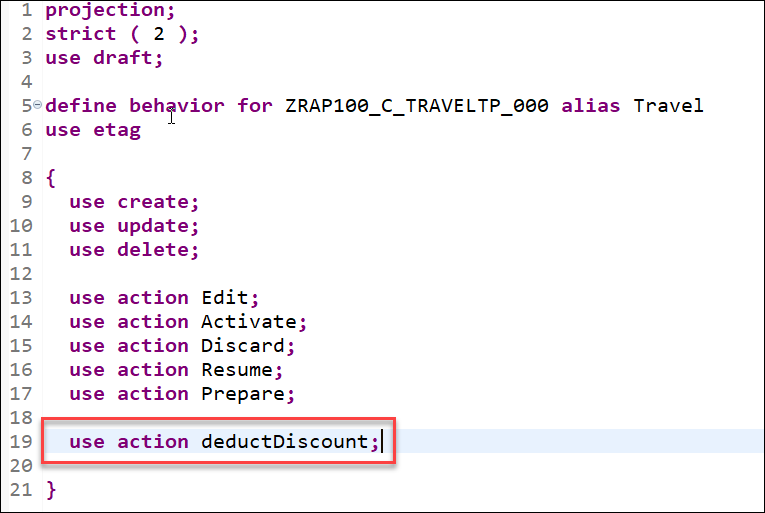 1 projection;
2 strict ( 2 );
3 use draft;
4
5 define behavior for ZRAP100_C_TRAVELTP_000 alias Travel
6 use etag
7
8 {
9 use create;
10 use update;
11 use delete;
12
13 use action Edit;
14 use action Activate;
15 use action Discard;
16 use action Resume;
17 use action Prepare;
18
19 use action deductDiscount;
20
21 }